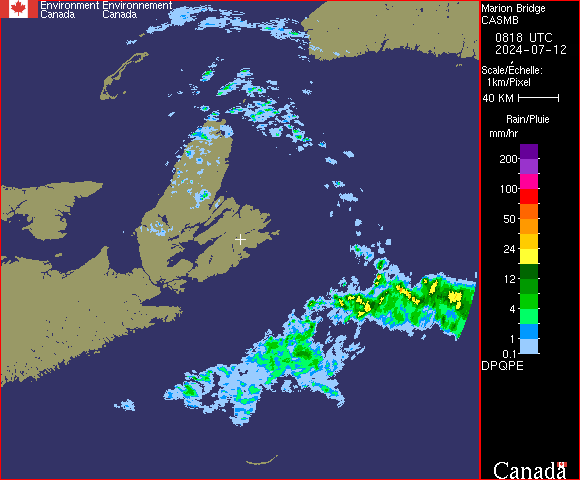 Environment Environnement
Canada Canada
Marion Bridge
CASMB
0818 UTC
2024-07-12
Scale/Échelle:
1km/Pixel
40 KM
Rain/Pluie
mm/hr
200
100
50
24
12
4
1
0.1
DPQPE
Canada